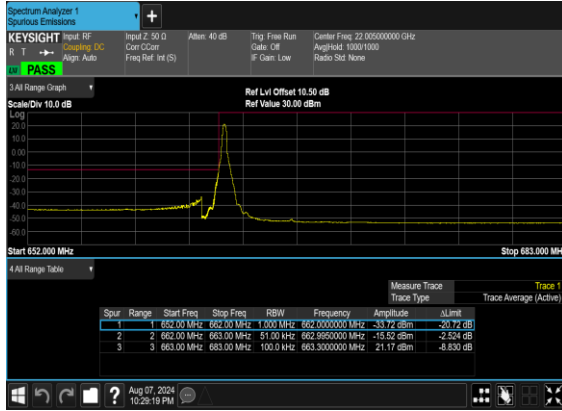 Spectrum Analyzer 1
Spurious Emissions
+
KEYSIGHT Input: RF Input Z: 50 Ω Atten: 40 dB Trig: Free Run Center Freq: 22.005000000 GHz
R T Coupling: DC Corr CCorr Gate: Off Avg|Hold: 1000/1000
Align: Auto Freq Ref: Int (S) IF Gain: Low Radio Std: None
PASS
3 All Range Graph
Ref Lvl Offset 10.50 dB
Scale/Div 10.0 dB Ref Value 30.00 dBm
Log
20.0
10.0
0.00
-10.0
-20.0
-30.0
-40.0
-50.0
-60.0
Start 652.000 MHz Stop 683.000 MH
4 All Range Table
Measure Trace Trace 1
Trace Type Trace Average (Active)
Spur Range Start Freq Stop Freq RBW Frequency Amplitude ΔLimit
1 1 652.00 MHz 662.00 MHz 1.000 MHz 662.0000000 MHz -33.72 dBm -20.72 dB
2 2 662.00 MHz 663.00 MHz 51.00 kHz 662.9950000 MHz -15.52 dBm -2.524 dB
3 3 663.00 MHz 683.00 MHz 100.0 kHz 663.3000000 MHz 21.17 dBm -8.830 dB
? Aug 07, 2024
10:29:19 PM